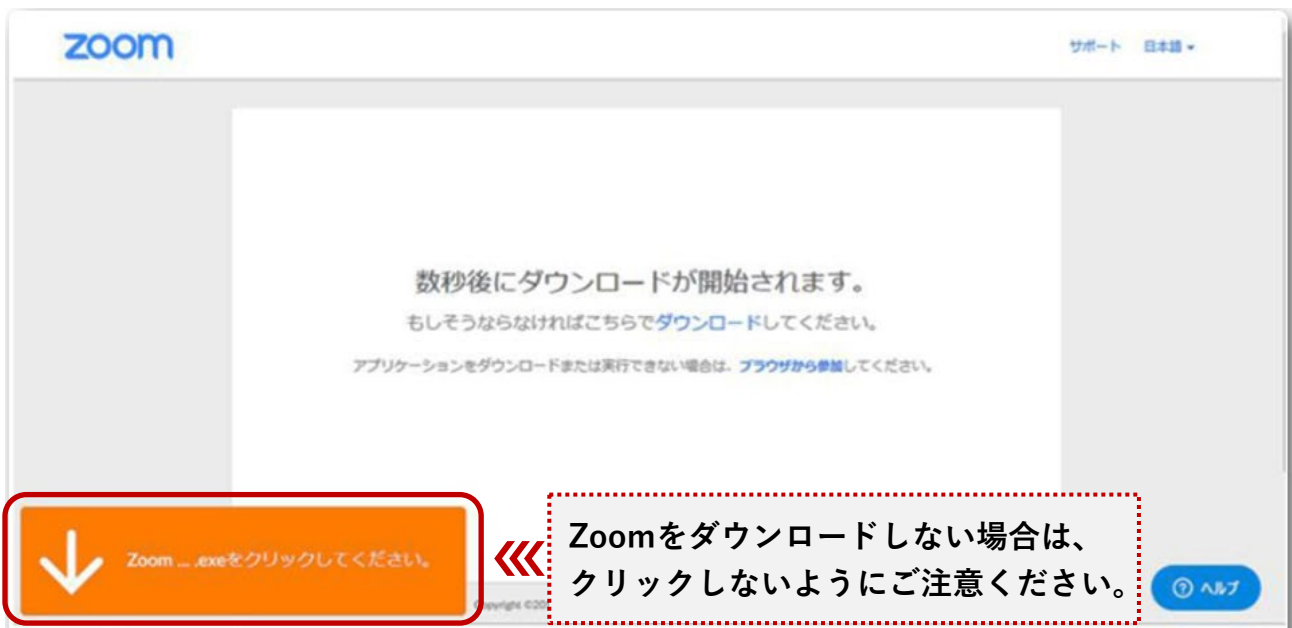 zoom
サポート 日本語
数秒後にダウンロードが開始されます。
もしそうならなければこちらでダウンロードしてください。
アプリケーションをダウンロードまたは実行できない場合は、ブラウザから参加してください。
Zoom ... .exeをクリックしてください。
Zoomをダウンロードしない場合は、
クリックしないようにご注意ください。
Copyright ©20
ヘルプ